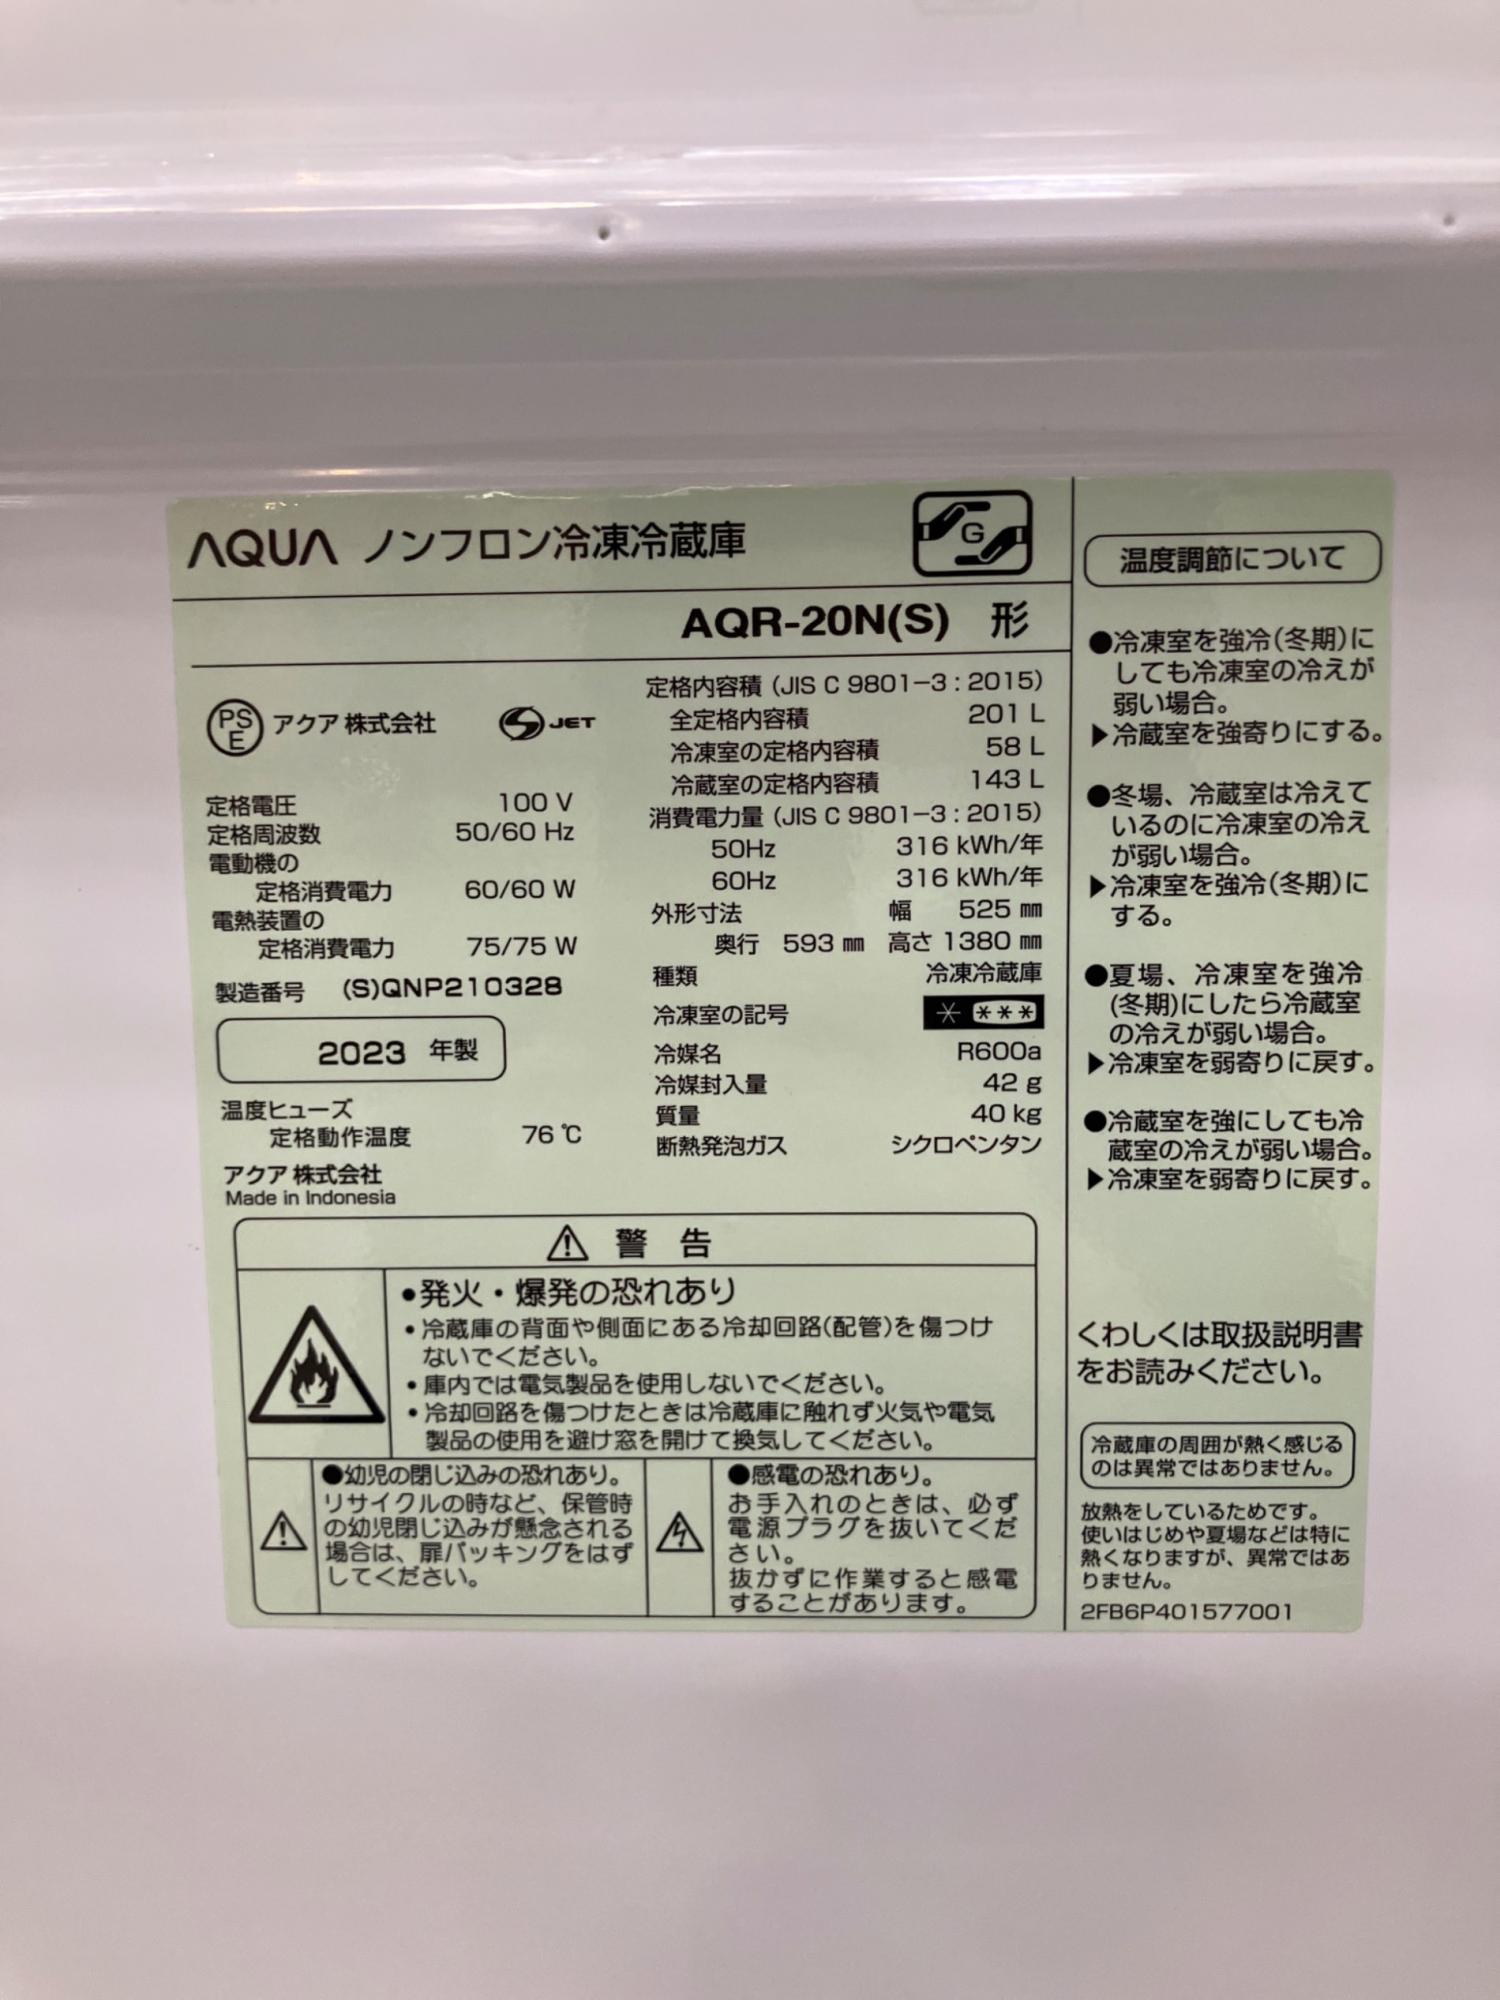 AQUA ノンフロン冷凍冷蔵庫
G
AQR-20N(S) 形
PSE アクア株式会社 S JET
定格電圧 100 V
定格周波数 50/60 Hz
電動機の
定格消費電力 60/60 W
電熱装置の
定格消費電力 75/75 W
製造番号 (S)QNP210328
2023 年製
温度ヒューズ
定格動作温度 76 ℃
アクア株式会社
Made in Indonesia
定格内容積 (JIS C 9801-3 : 2015)
全定格内容積 201 L
冷凍室の定格内容積 58 L
冷蔵室の定格内容積 143 L
消費電力量 (JIS C 9801-3 : 2015)
50Hz 316 kWh/年
60Hz 316 kWh/年
外形寸法 幅 525 ㎜
奥行 593 ㎜ 高さ 1380 ㎜
種類 冷凍冷蔵庫
冷凍室の記号 * ***
冷媒名 R600a
冷媒封入量 42 g
質量 40 kg
断熱発泡ガス シクロペンタン
⚠ 警 告
•発火・爆発の恐れあり
•冷蔵庫の背面や側面にある冷却回路(配管)を傷つけ
ないでください。
•庫内では電気製品を使用しないでください。
•冷却回路を傷つけたときは冷蔵庫に触れず火気や電気
製品の使用を避け窓を開けて換気してください。
●幼児の閉じ込みの恐れあり。
リサイクルの時など、保管時
の幼児閉じ込みが懸念される
場合は、扉パッキングをはず
してください。
●感電の恐れあり。
お手入れのときは、必ず
電源プラグを抜いてくだ
さい。
抜かずに作業すると感電
することがあります。
温度調節について
●冷凍室を強冷(冬期)に
しても冷凍室の冷えが
弱い場合。
▶冷蔵室を強寄りにする。
●冬場、冷蔵室は冷えて
いるのに冷凍室の冷え
が弱い場合。
▶冷凍室を強冷(冬期)に
する。
●夏場、冷凍室を強冷
(冬期)にしたら冷蔵室
の冷えが弱い場合。
▶冷凍室を弱寄りに戻す。
●冷蔵室を強にしても冷
蔵室の冷えが弱い場合。
▶冷凍室を弱寄りに戻す。
くわしくは取扱説明書
をお読みください。
冷蔵庫の周囲が熱く感じる
のは異常ではありません。
放熱をしているためです。
使いはじめや夏場などは特に
熱くなりますが、異常ではあ
りません。
2FB6P401577001